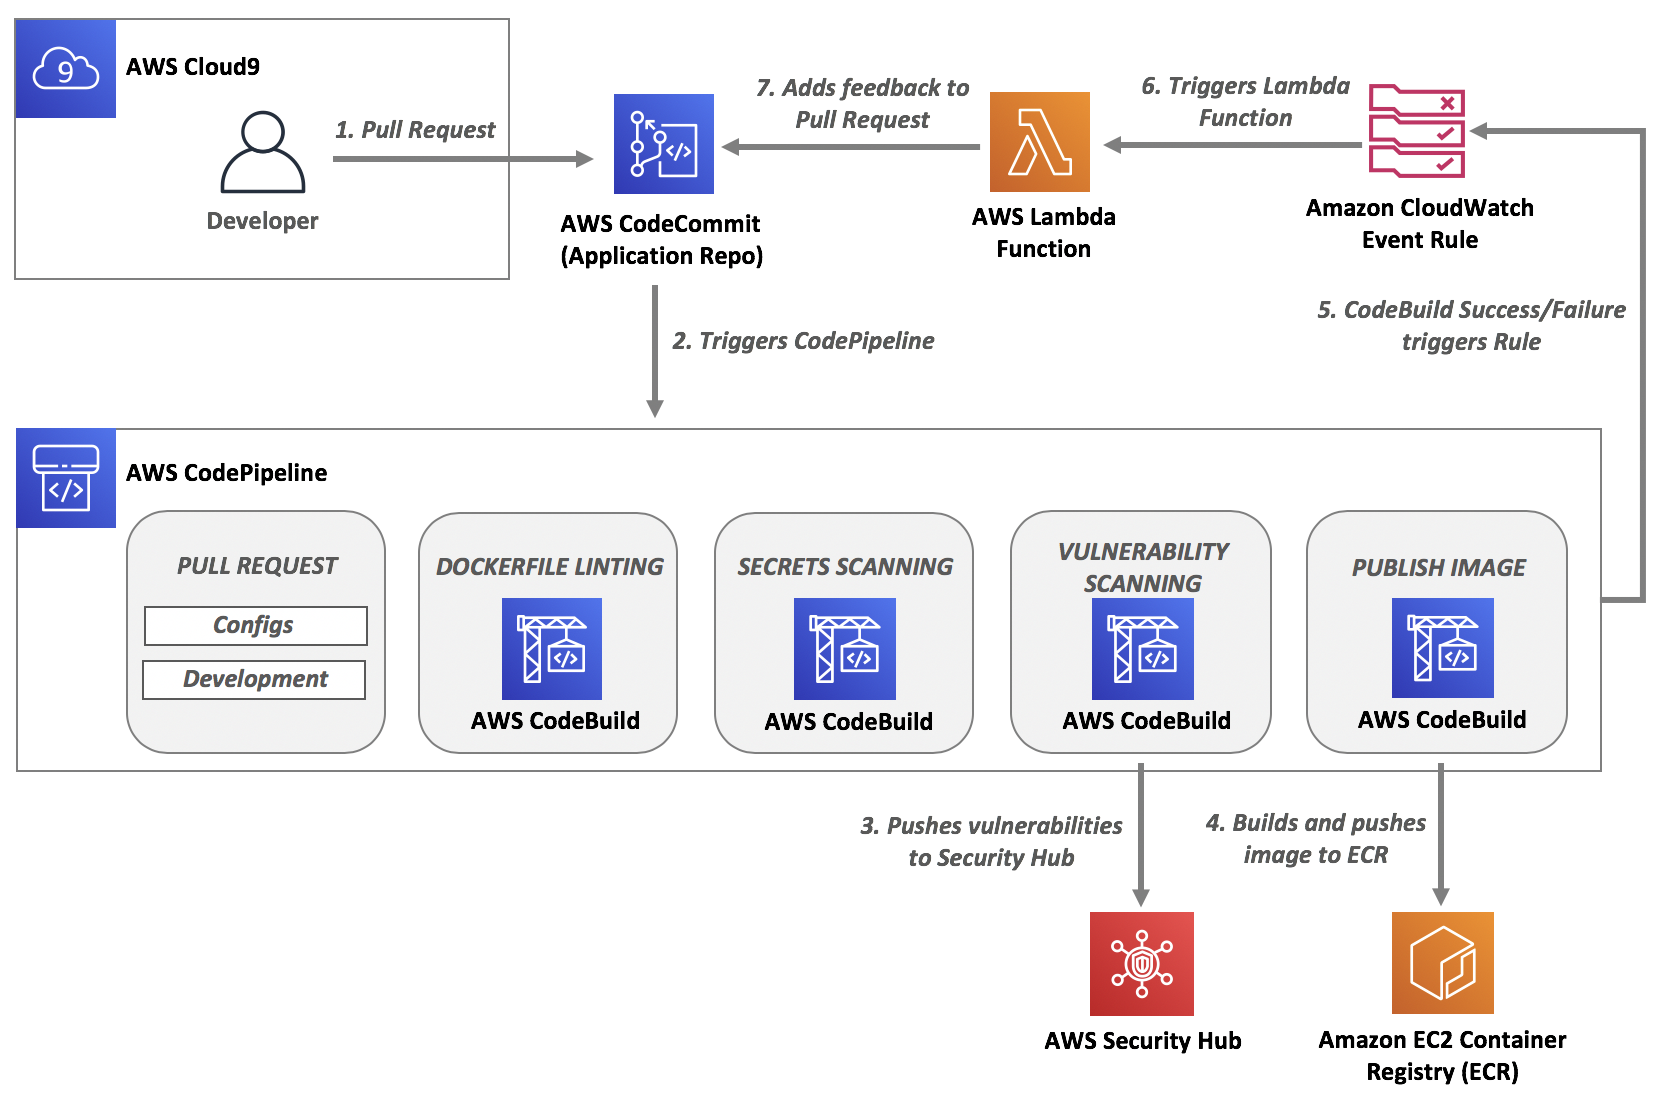 9
AWS Cloud9
Developer
1. Pull Request
AWS CodeCommit
(Application Repo)
7. Adds feedback to
Pull Request
AWS Lambda
Function
6. Triggers Lambda
Function
Amazon CloudWatch
Event Rule
5. CodeBuild Success/Failure
triggers Rule
2. Triggers CodePipeline
AWS CodePipeline
PULL REQUEST
Configs
Development
DOCKERFILE LINTING
AWS CodeBuild
SECRETS SCANNING
AWS CodeBuild
VULNERABILITY
SCANNING
AWS CodeBuild
PUBLISH IMAGE
AWS CodeBuild
3. Pushes vulnerabilities
to Security Hub
4. Builds and pushes
image to ECR
AWS Security Hub
Amazon EC2 Container
Registry (ECR)